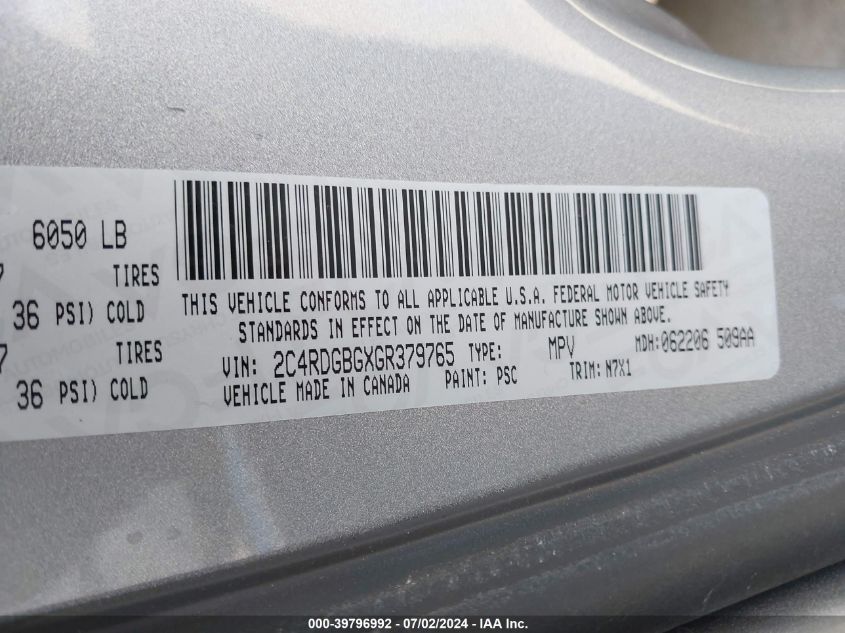 6050 LB
7 TIRES
36 PSI) COLD
7 TIRES
36 PSI) COLD
THIS VEHICLE CONFORMS TO ALL APPLICABLE U.S.A. FEDERAL MOTOR VEHICLE SAFETY
STANDARDS IN EFFECT ON THE DATE OF MANUFACTURE SHOWN ABOVE.
VIN: 2C4RDGBGXGR379765 TYPE: MPV MDH: 062206 509AA
VEHICLE MADE IN CANADA PAINT: PSC TRIM: N7X1
000-39796992 - 07/02/2024 - IAA Inc.